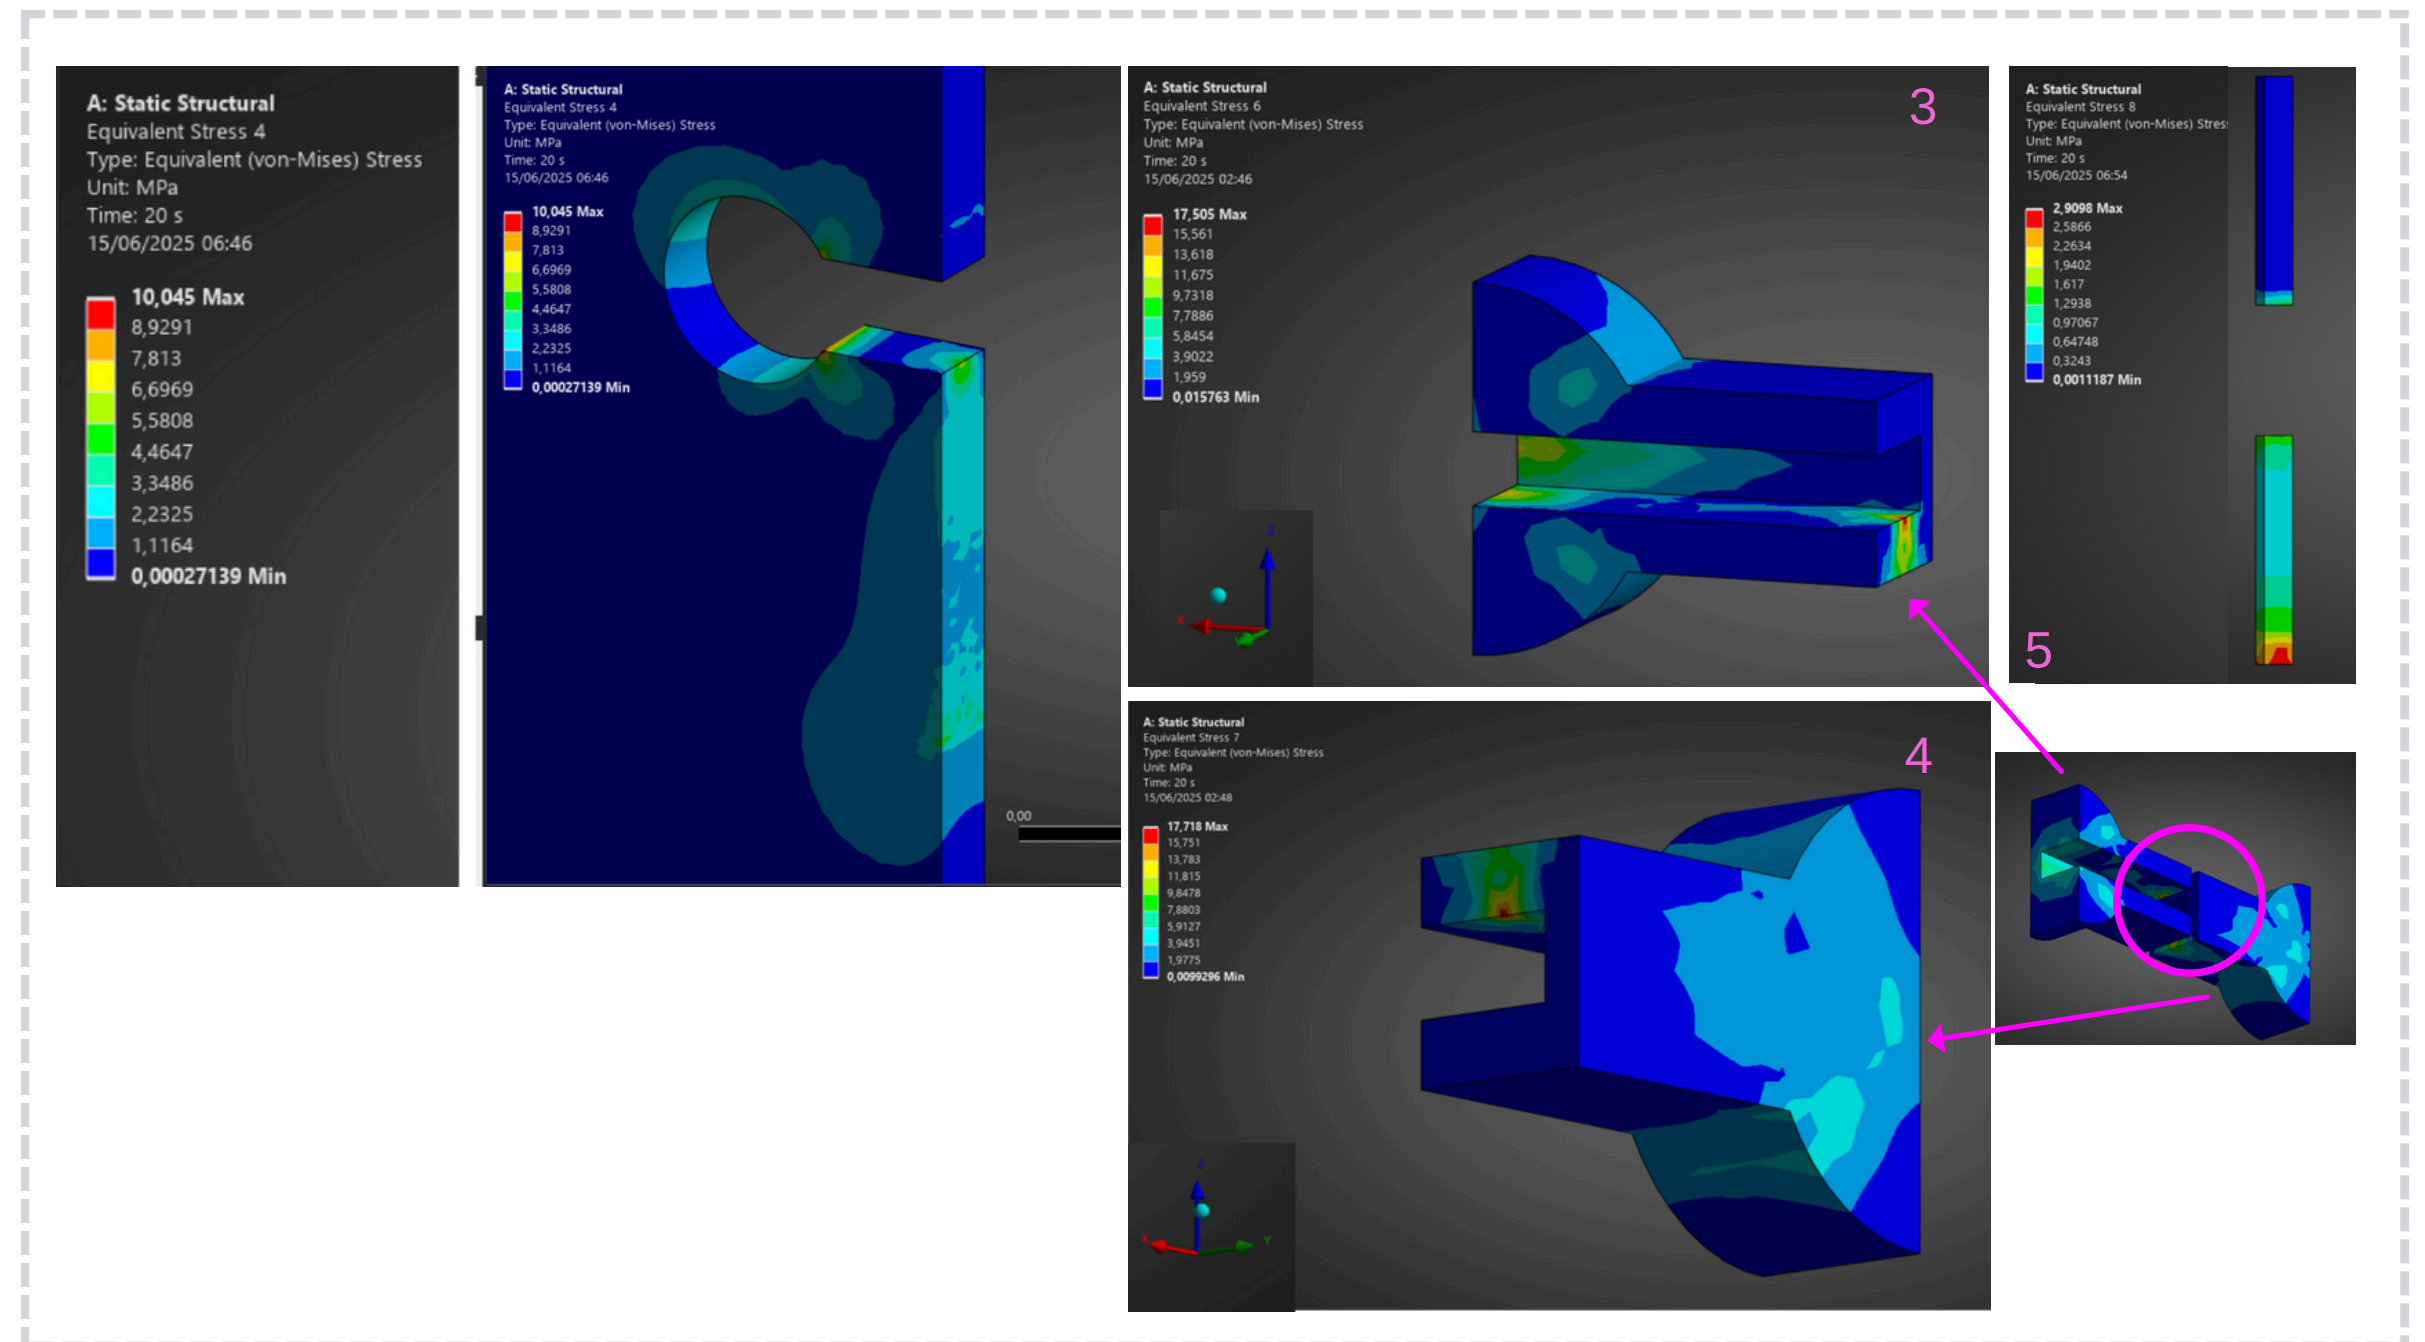 A: Static Structural
Equivalent Stress 4
Type: Equivalent (von-Mises) Stress
Unit: MPa
Time: 20 s
15/06/2025 06:46
10,045 Max
8,9291
7,813
6,6969
5,5808
4,4647
3,3486
2,2325
1,1164
0,00027139 Min
A: Static Structural
Equivalent Stress 4
Type: Equivalent (von-Mises) Stress
Unit: MPa
Time: 20 s
15/06/2025 06:46
10,045 Max
8,9291
7,813
6,6969
5,5808
4,4647
3,3486
2,2325
1,1164
0,00027139 Min
0,00
A: Static Structural
Equivalent Stress 6
Type: Equivalent (von-Mises) Stress
Unit: MPa
Time: 20 s
15/06/2025 02:46
3
17,505 Max
15,561
13,618
11,675
9,7318
7,7886
5,8454
3,9022
1,959
0,015763 Min
Z
X
A: Static Structural
Equivalent Stress 8
Type: Equivalent (von-Mises) Stress
Unit: MPa
Time: 20 s
15/06/2025 06:54
2,9098 Max
2,5866
2,2634
1,9402
1,617
1,2938
0,97067
0,64748
0,3243
0,0011187 Min
5
A: Static Structural
Equivalent Stress 7
Type: Equivalent (von-Mises) Stress
Unit: MPa
Time: 20 s
15/06/2025 02:48
4
17,718 Max
15,751
13,783
11,815
9,8478
7,8803
5,9127
3,9451
1,9775
0,0099296 Min
Z
X
Y